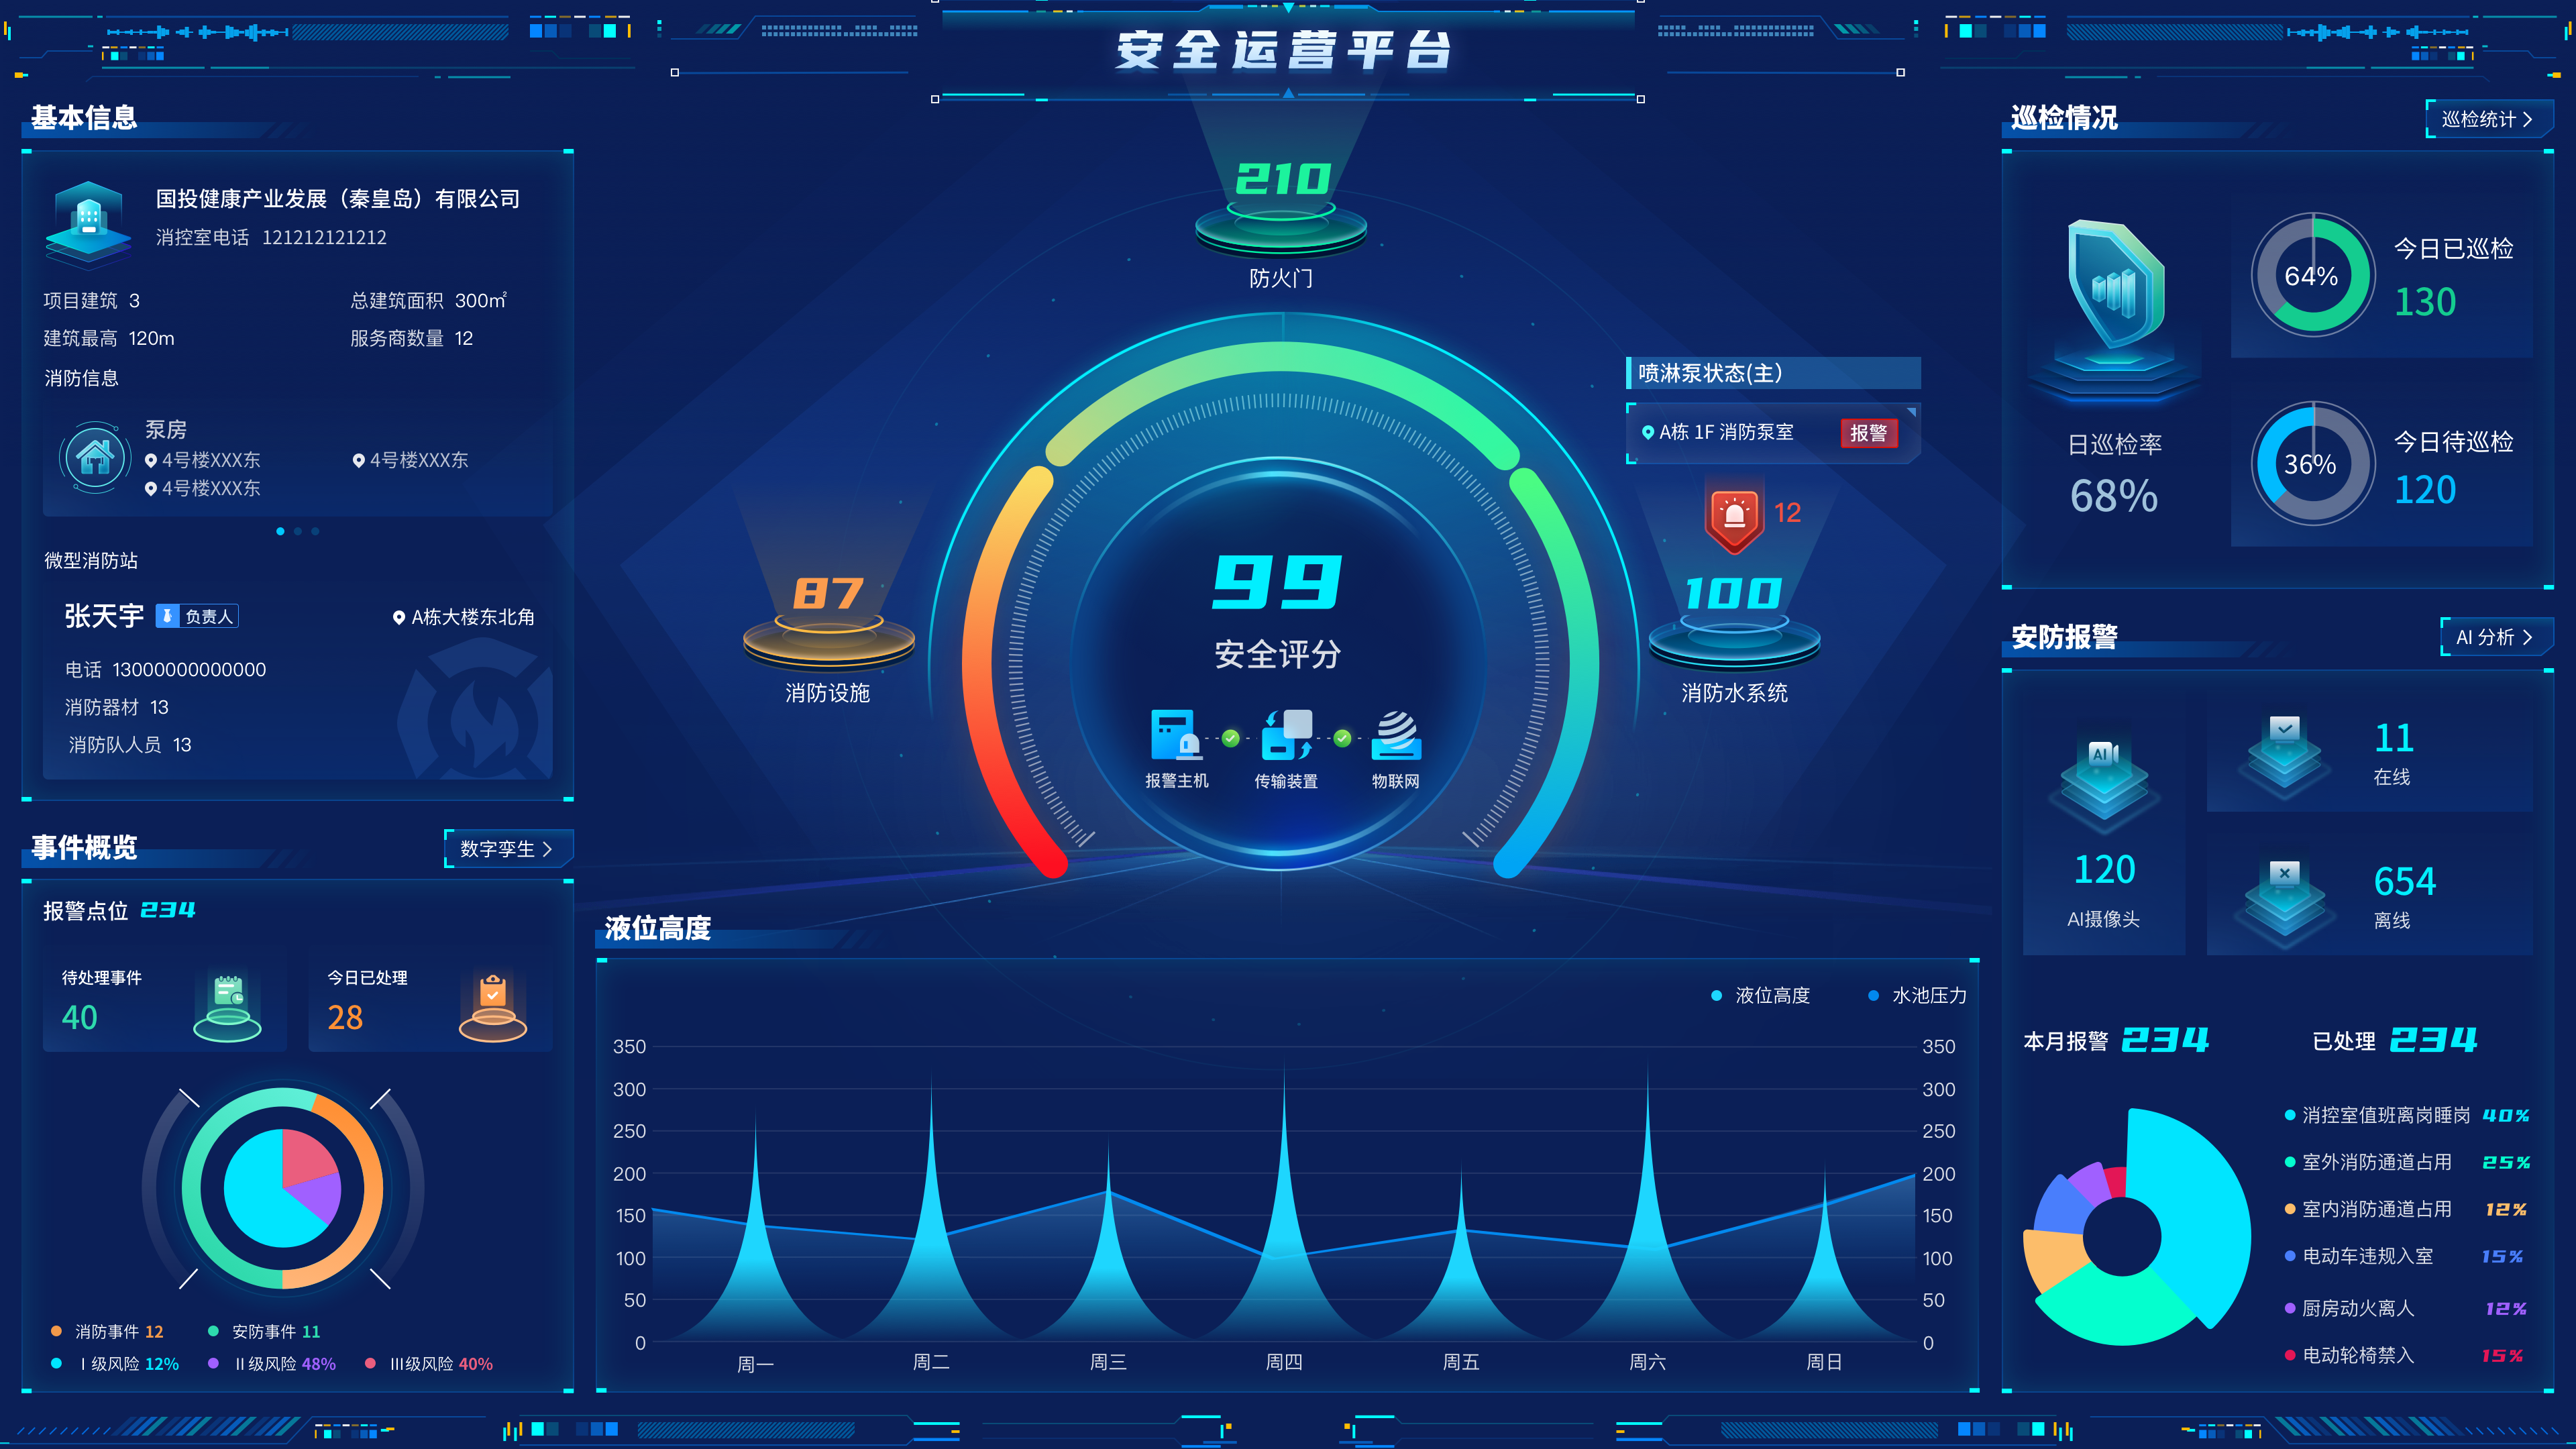 安全运营平台
基本信息
国投健康产业发展（秦皇岛）有限公司
消控室电话 121212121212
项目建筑 3
总建筑面积 300㎡
建筑最高 120m
服务商数量 12
消防信息
泵房
4号楼XXX东
4号楼XXX东
4号楼XXX东
微型消防站
张天宇 负责人
A栋大楼东北角
电话 13000000000000
消防器材 13
消防队人员 13
事件概览
数字孪生
报警点位 234
待处理事件
40
今日已处理
28
消防事件 12
安防事件 11
I 级风险 12%
II 级风险 48%
III级风险 40%
210
防火门
87
消防设施
99
安全评分
报警主机
传输装置
物联网
喷淋泵状态(主)
A栋 1F 消防泵室
报警
12
100
消防水系统
液位高度
液位高度
水池压力
350
300
250
200
150
100
50
0
350
300
250
200
150
100
50
0
周一
周二
周三
周四
周五
周六
周日
巡检情况
巡检统计
日巡检率
68%
64%
今日已巡检
130
36%
今日待巡检
120
安防报警
AI 分析
AI
120
AI摄像头
11
在线
654
离线
本月报警 234
已处理 234
消控室值班离岗睡岗 40%
室外消防通道占用 25%
室内消防通道占用 12%
电动车违规入室 15%
厨房动火离人 12%
电动轮椅禁入 15%